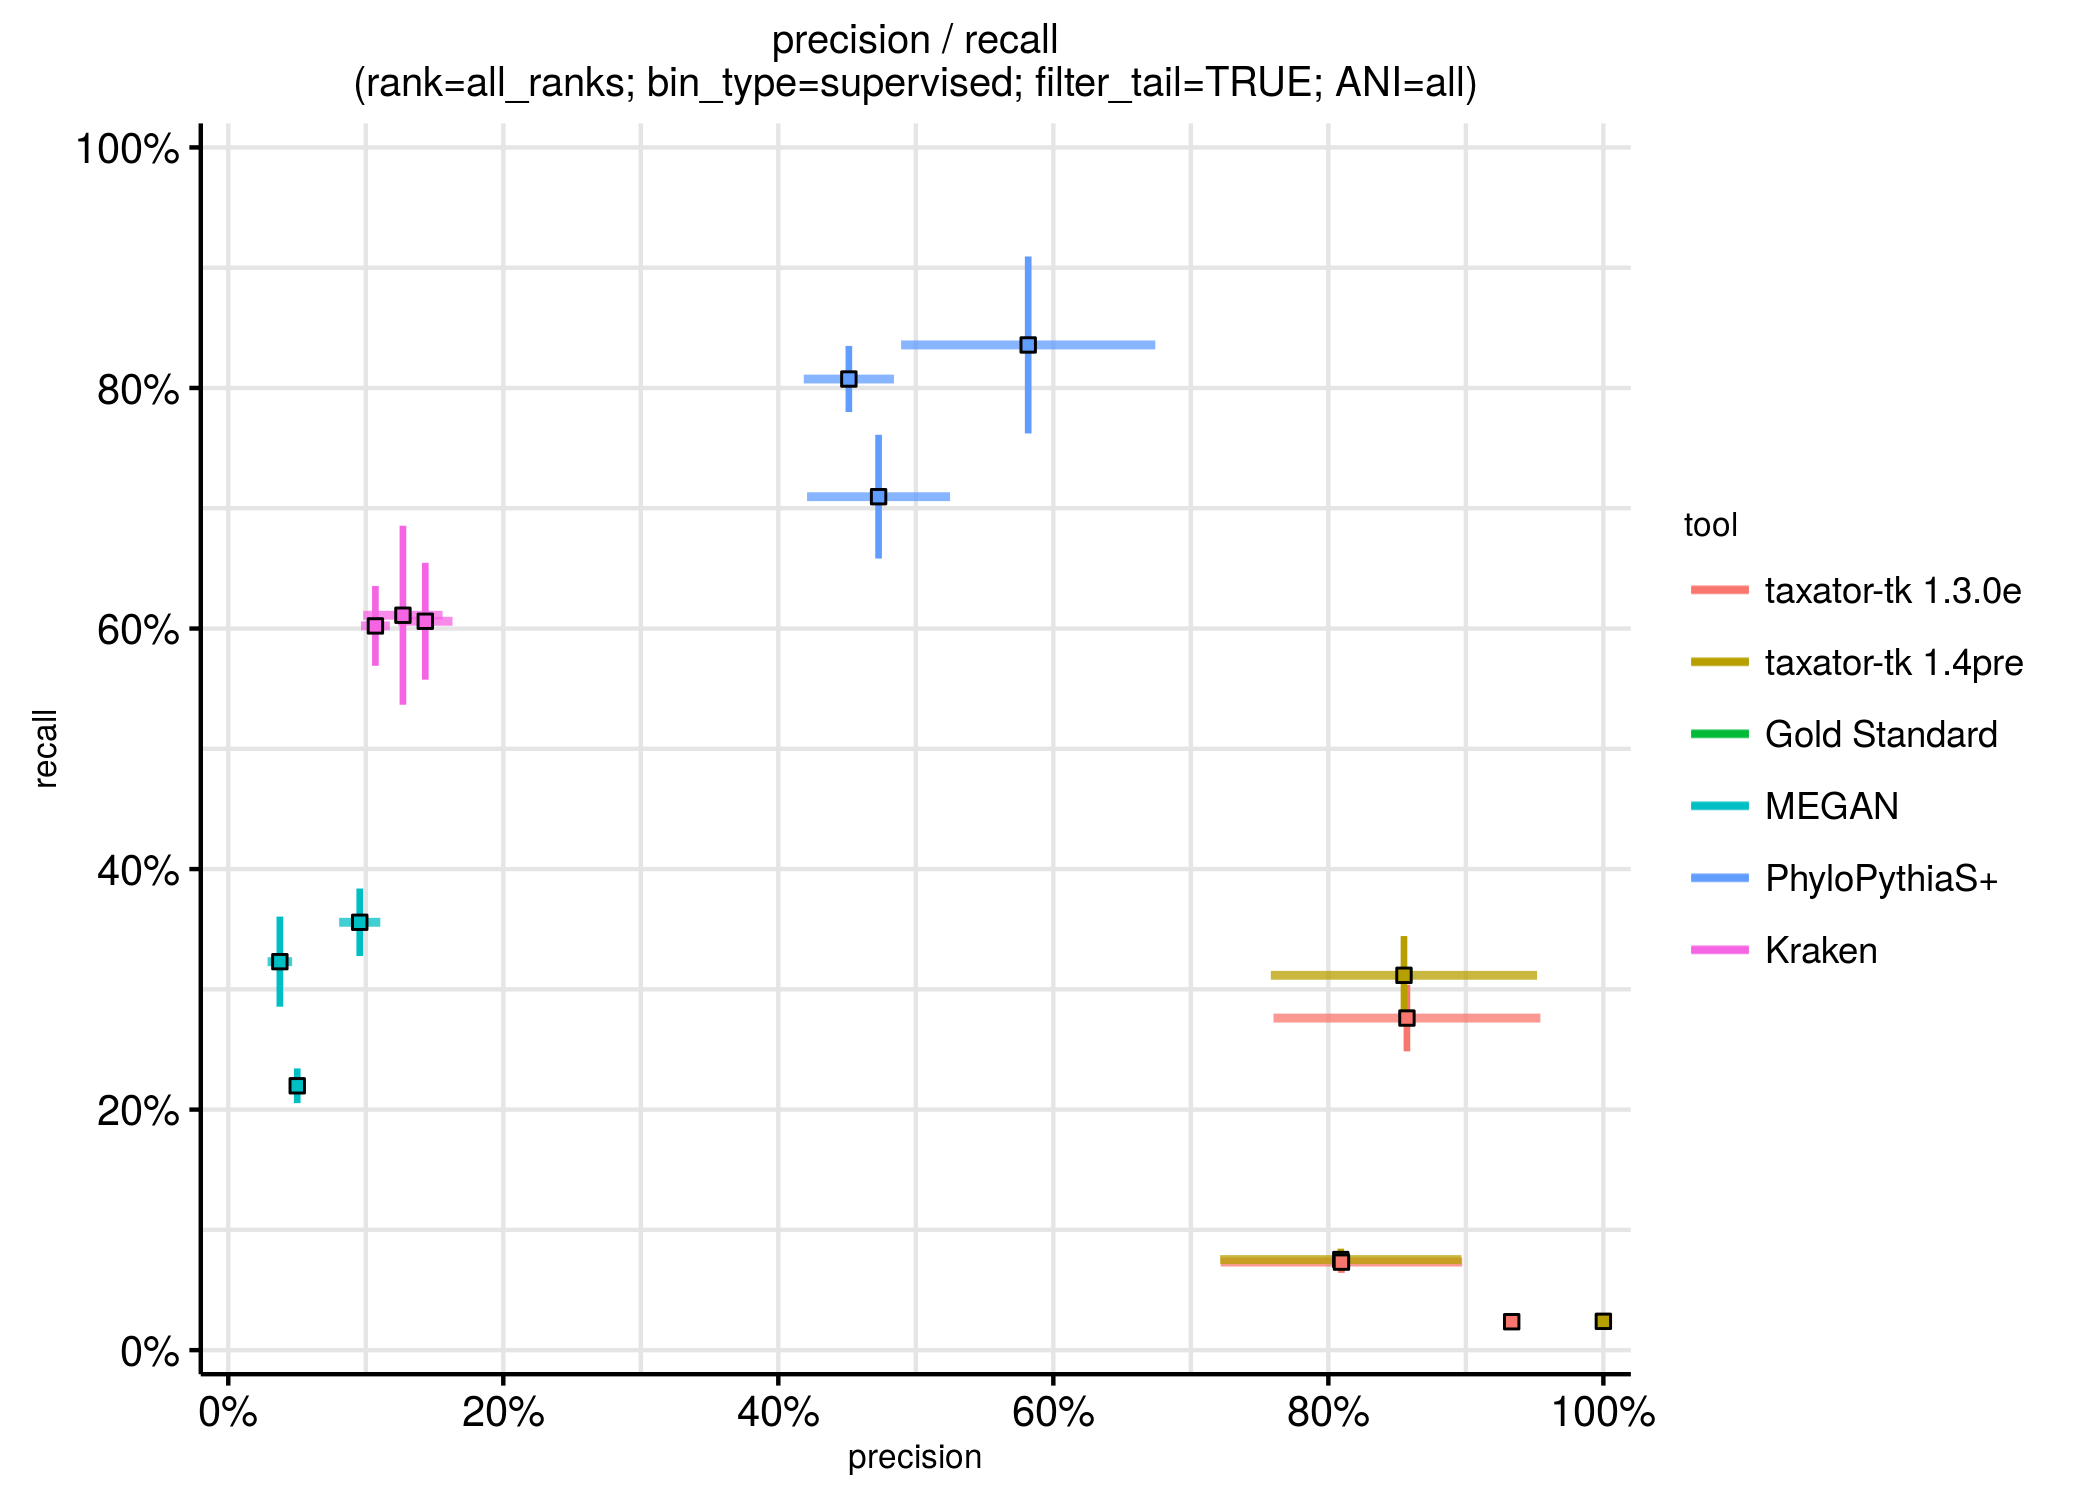 precision / recall
(rank=all_ranks; bin_type=supervised; filter_tail=TRUE; ANI=all)
100%
80%
60%
40%
20%
0%
recall
0%
20%
40%
60%
80%
100%
precision
tool
taxator-tk 1.3.0e
taxator-tk 1.4pre
Gold Standard
MEGAN
PhyloPythiaS+
Kraken